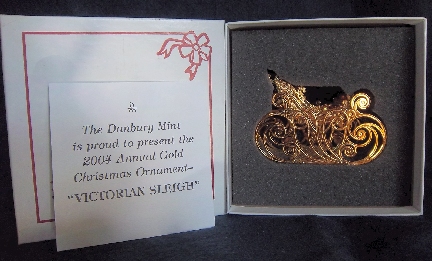 The Danbury Mint
is proud to present the
2004 Annual Gold
Christmas Ornament–
"VICTORIAN SLEIGH"